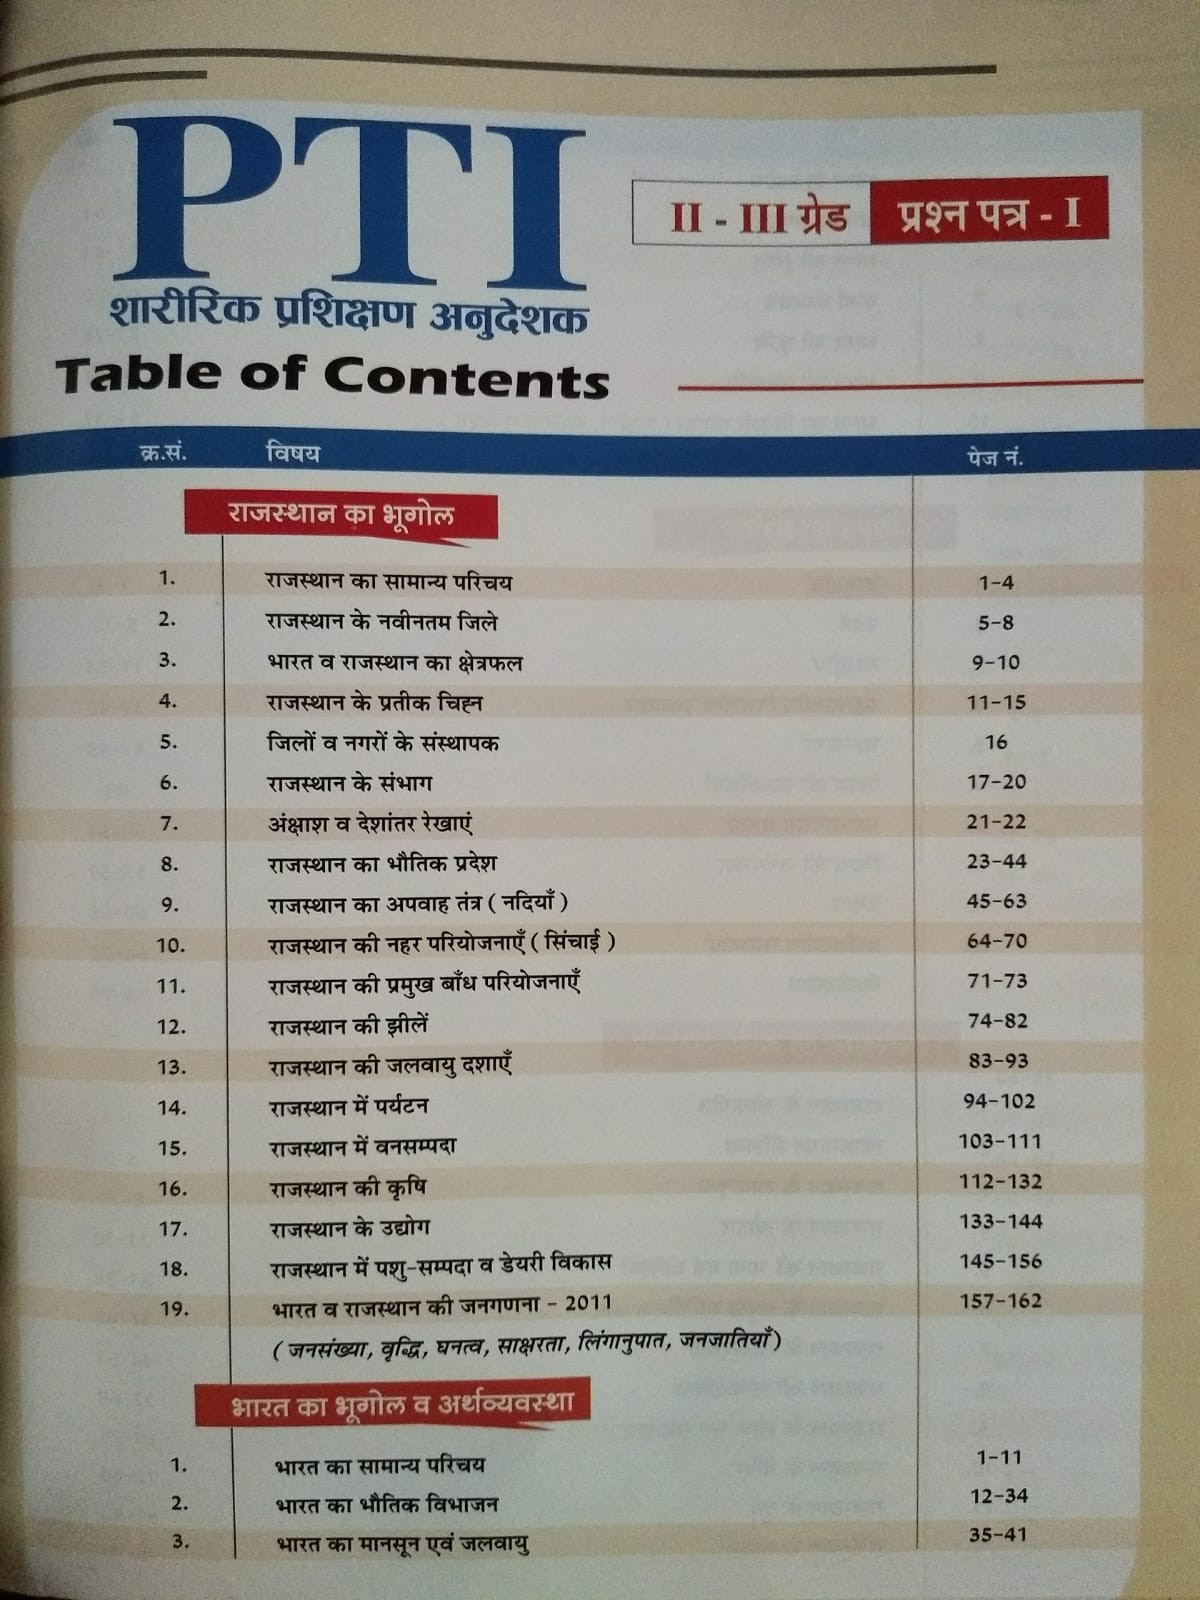 PTI
शारीरिक प्रशिक्षण अनुदेशक
II - III ग्रेड प्रश्न पत्र - I
Table of Contents
क्र.सं. विषय पेज नं.
राजस्थान का भूगोल
1. राजस्थान का सामान्य परिचय 1-4
2. राजस्थान के नवीनतम जिले 5-8
3. भारत व राजस्थान का क्षेत्रफल 9-10
4. राजस्थान के प्रतीक चिह्न 11-15
5. जिलों व नगरों के संस्थापक 16
6. राजस्थान के संभाग 17-20
7. अंक्षाश व देशांतर रेखाएं 21-22
8. राजस्थान का भौतिक प्रदेश 23-44
9. राजस्थान का अपवाह तंत्र ( नदियाँ ) 45-63
10. राजस्थान की नहर परियोजनाएँ ( सिंचाई ) 64-70
11. राजस्थान की प्रमुख बाँध परियोजनाएँ 71-73
12. राजस्थान की झीलें 74-82
13. राजस्थान की जलवायु दशाएँ 83-93
14. राजस्थान में पर्यटन 94-102
15. राजस्थान में वनसम्पदा 103-111
16. राजस्थान की कृषि 112-132
17. राजस्थान के उद्योग 133-144
18. राजस्थान में पशु-सम्पदा व डेयरी विकास 145-156
19. भारत व राजस्थान की जनगणना - 2011 157-162
( जनसंख्या, वृद्धि, घनत्व, साक्षरता, लिंगानुपात, जनजातियाँ )
भारत का भूगोल व अर्थव्यवस्था
1. भारत का सामान्य परिचय 1-11
2. भारत का भौतिक विभाजन 12-34
3. भारत का मानसून एवं जलवायु 35-41